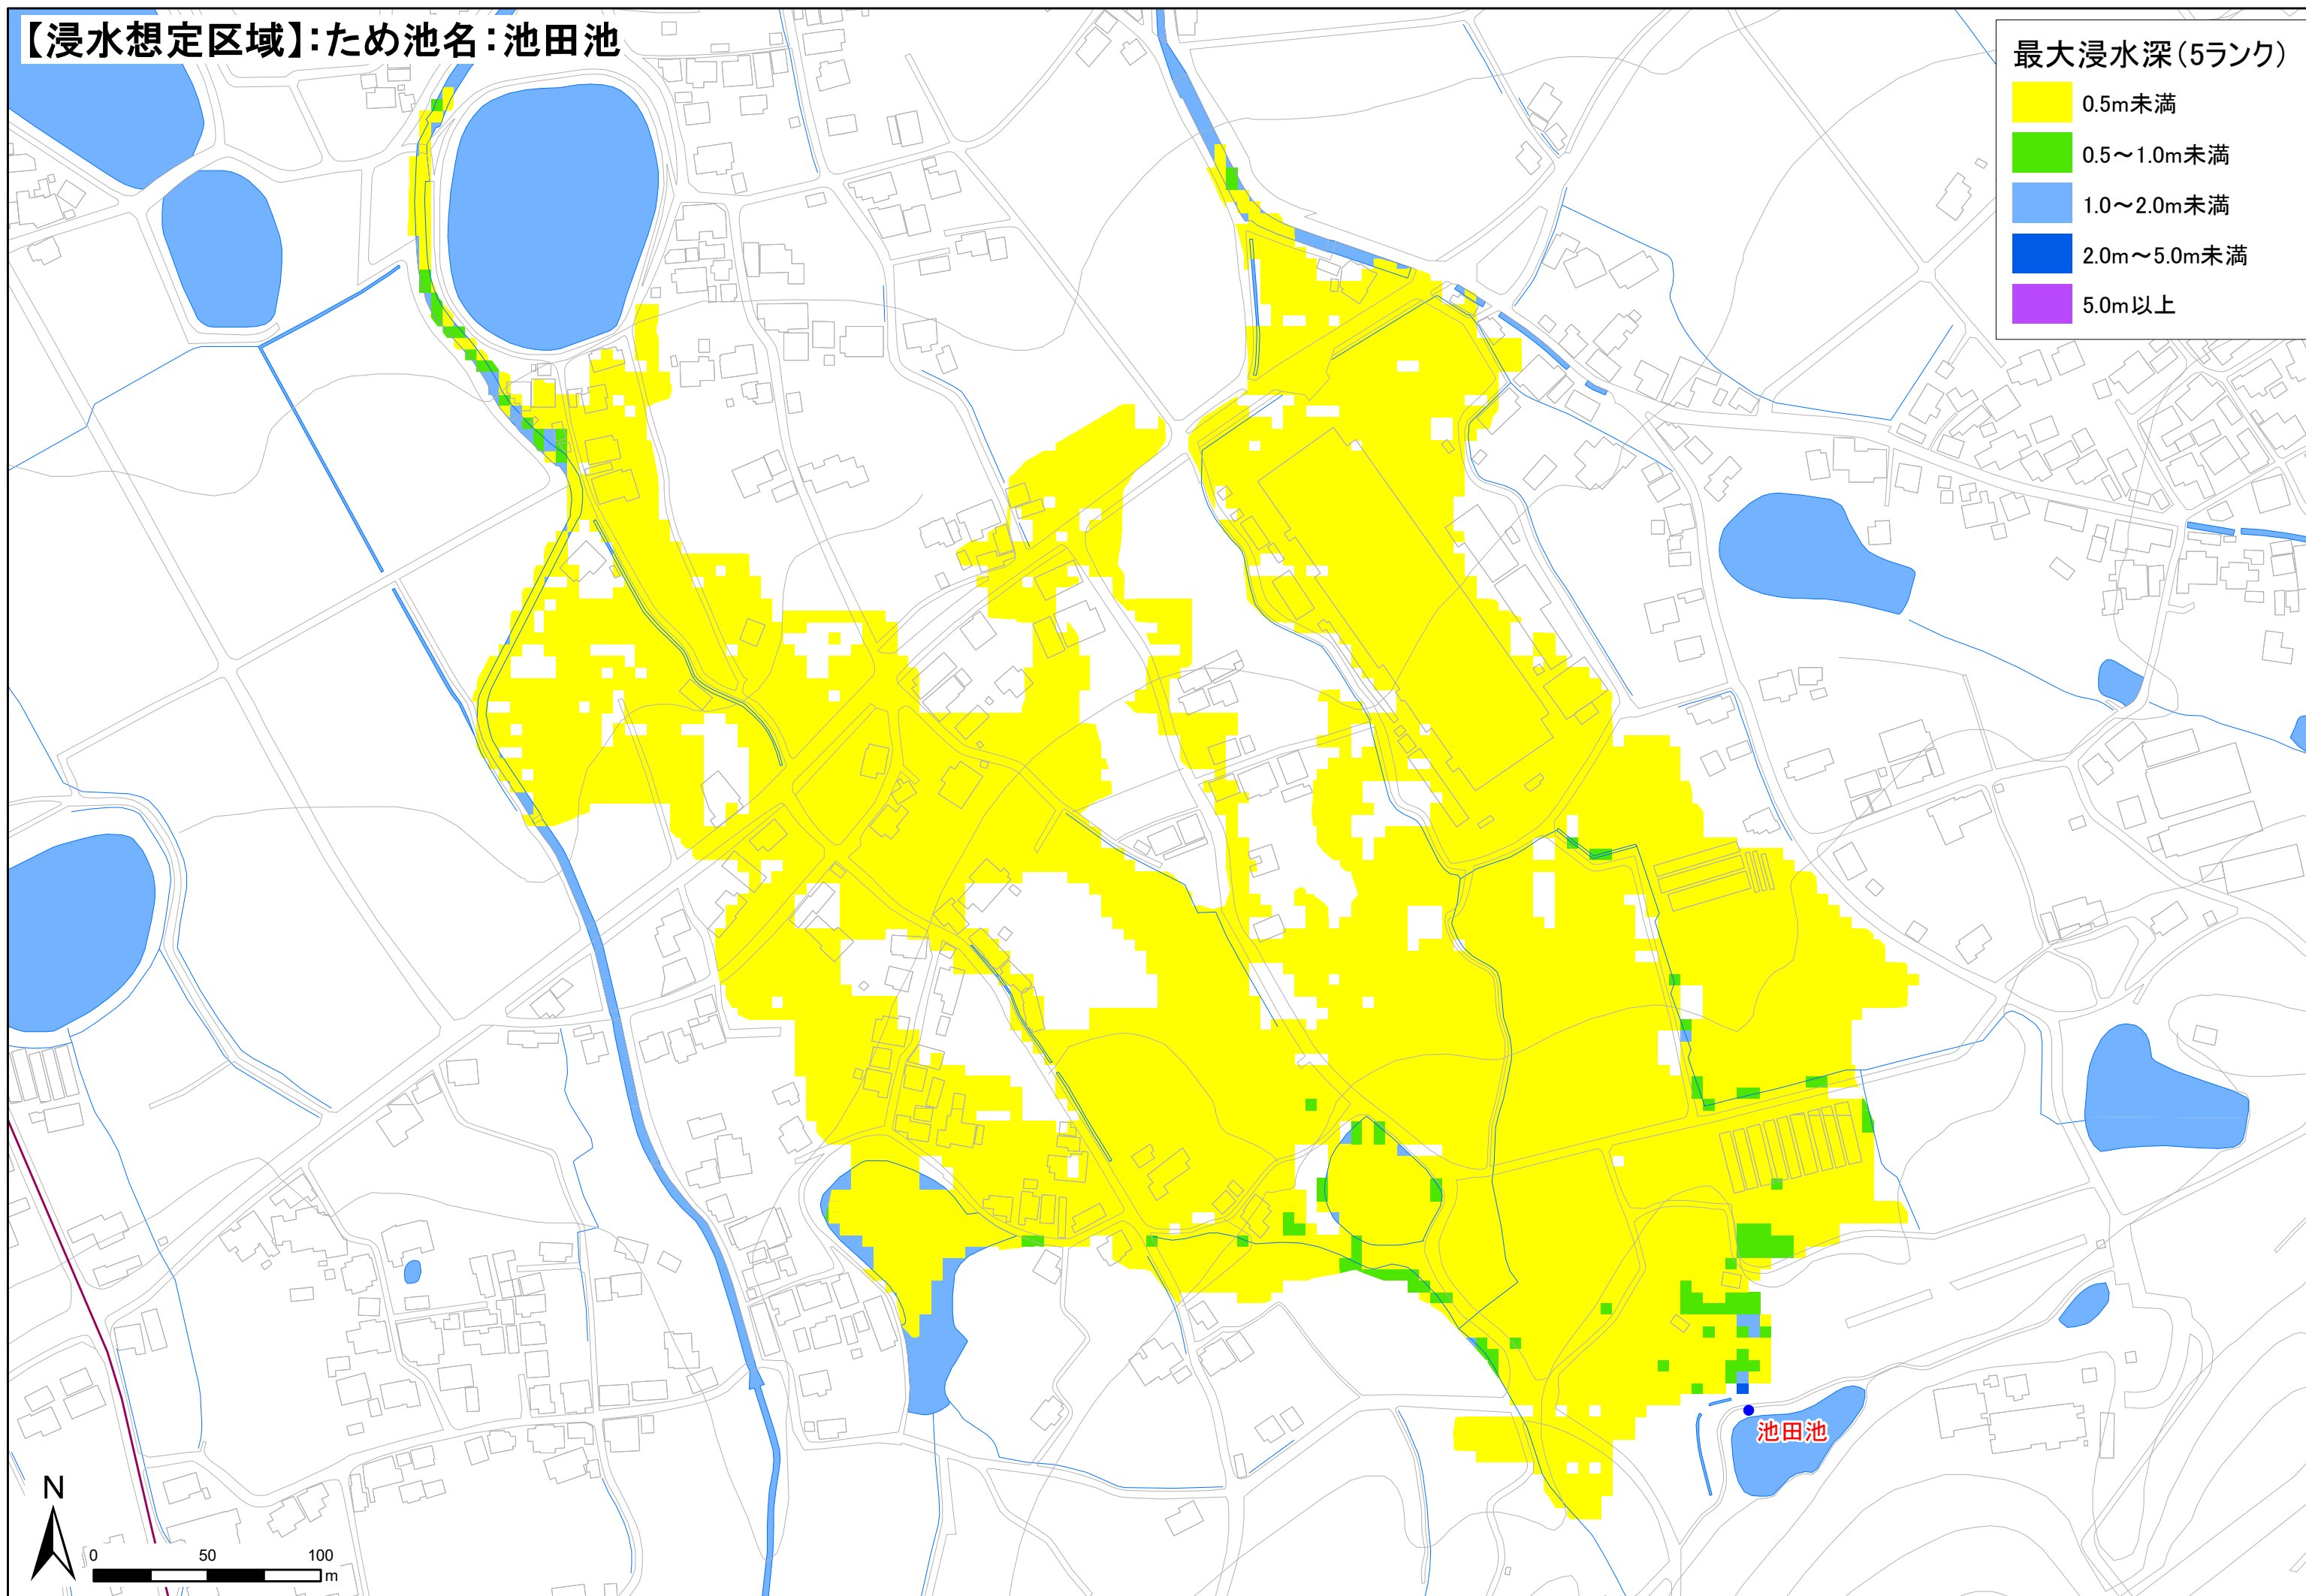 【浸水想定区域】：ため池名：池田池
最大浸水深（5ランク）
0.5m未満
0.5～1.0m未満
1.0～2.0m未満
2.0m～5.0m未満
5.0m以上
池田池
N
0 50 100
m